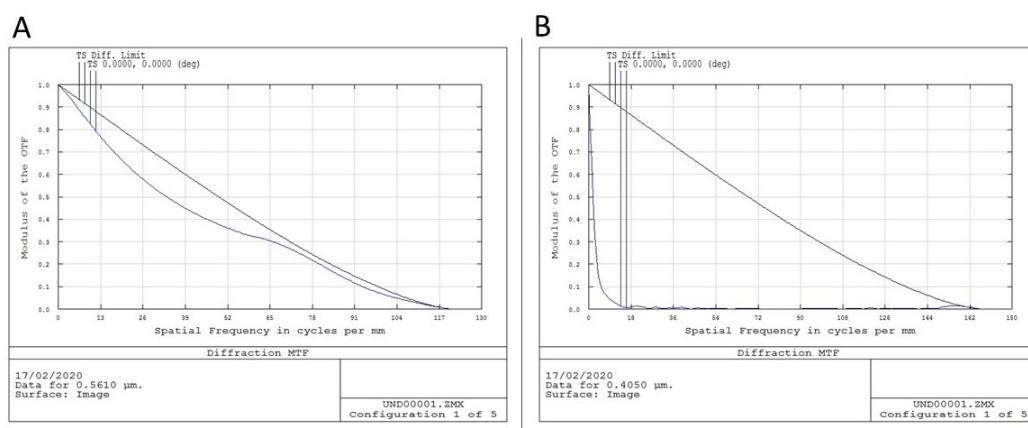 A
TS Diff. Limit
TS 0.0000, 0.0000 (deg)
Modulus of the OTF
1.0
0.9
0.8
0.7
0.6
0.5
0.4
0.3
0.2
0.1
0.0
0 13 26 39 52 65 78 91 104 117 130
Spatial Frequency in cycles per mm
Diffraction MTF
17/02/2020
Data for 0.5610 µm.
Surface: Image
UND00001.ZMX
Configuration 1 of 5
B
TS Diff. Limit
TS 0.0000, 0.0000 (deg)
Modulus of the OTF
1.0
0.9
0.8
0.7
0.6
0.5
0.4
0.3
0.2
0.1
0.0
0 18 36 54 72 90 108 126 144 162 180
Spatial Frequency in cycles per mm
Diffraction MTF
17/02/2020
Data for 0.4050 µm.
Surface: Image
UND00001.ZMX
Configuration 1 of 5